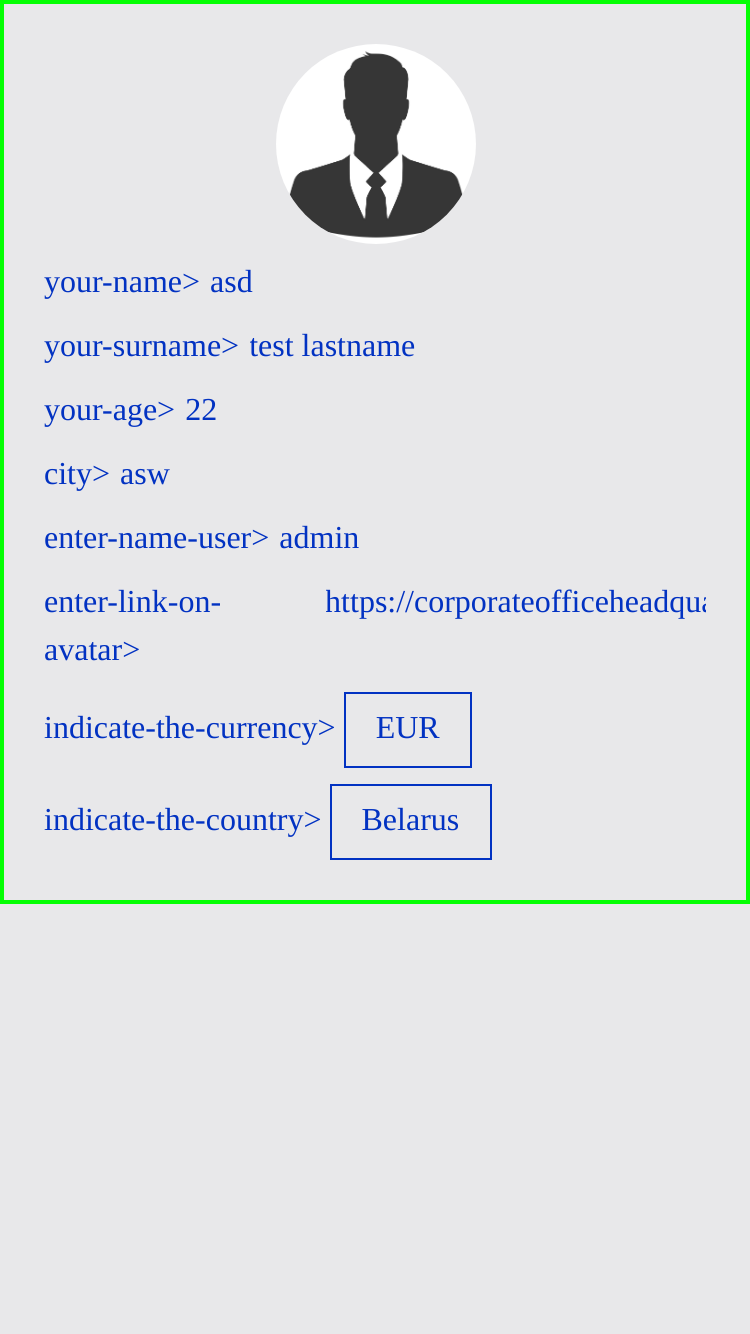 your-name> asd
your-surname> test lastname
your-age> 22
city> asw
enter-name-user> admin
enter-link-on- https://corporateofficeheadqua
avatar>
indicate-the-currency> EUR
indicate-the-country> Belarus